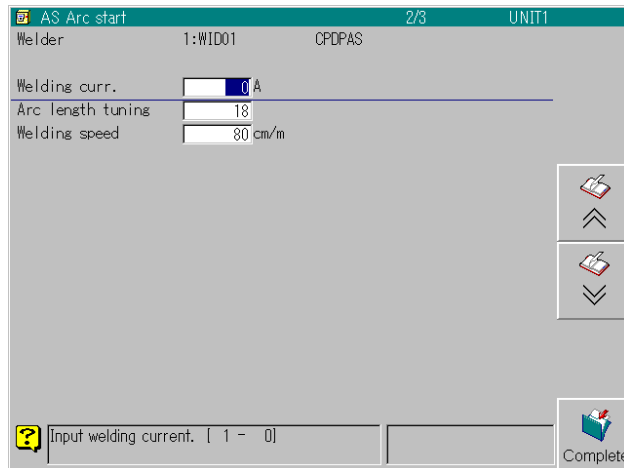 AS Arc start 2/3 UNIT1
Welder 1:WID01 CPDPAS
Welding curr. 0 A
Arc length tuning 18
Welding speed 80 cm/m
Input welding current. [ 1 - 0]
Complete